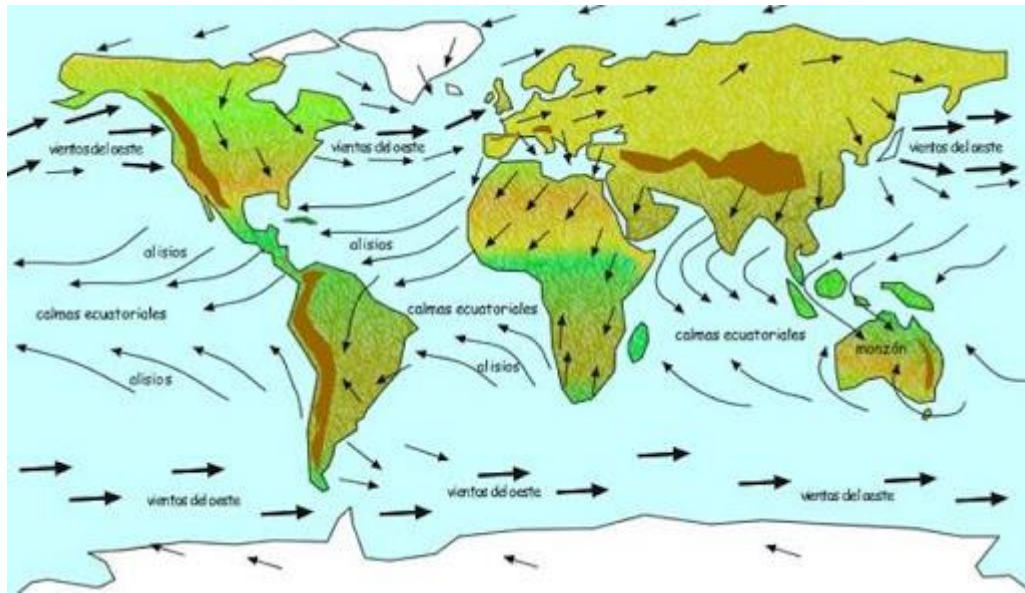 vientos del oeste
vientos del oeste
vientos del oeste
alisios
alisios
calmas ecuatoriales
calmas ecuatoriales
calmas ecuatoriales
monzón
alisios
alisios
vientos del oeste
vientos del oeste
vientos del oeste